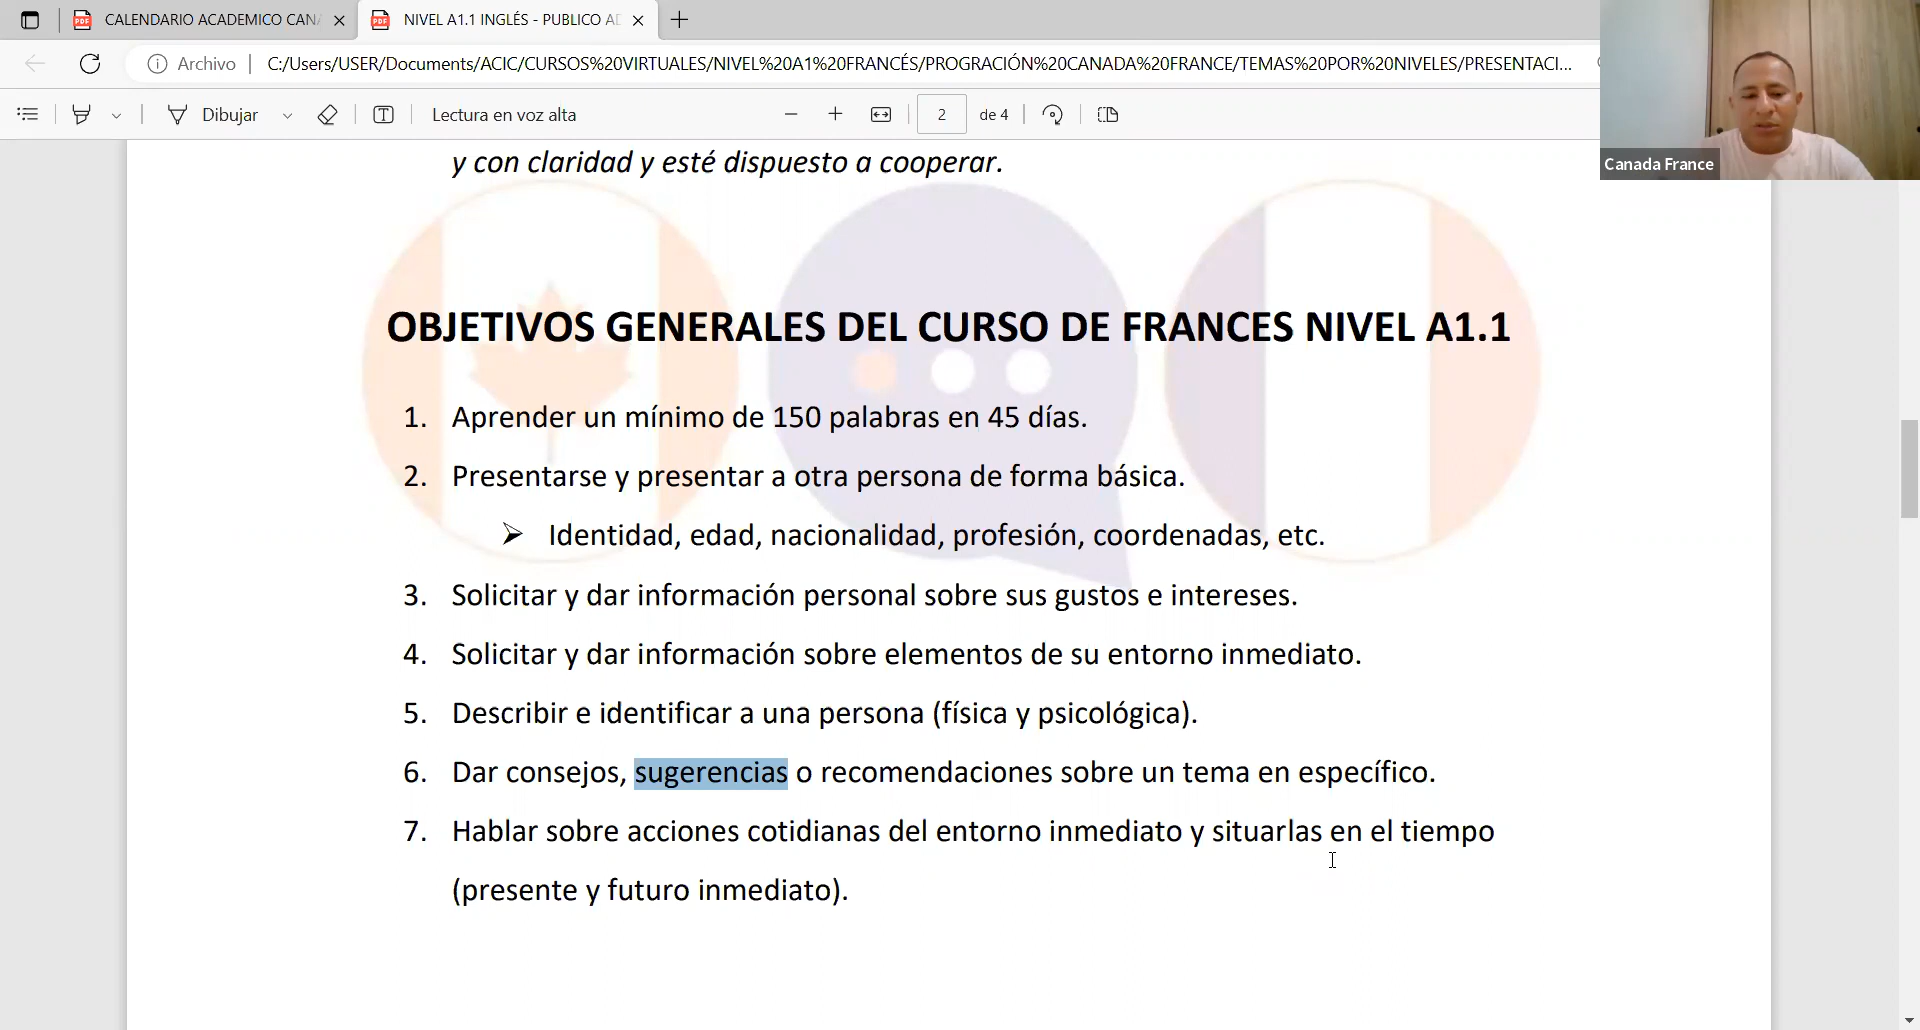 CALENDARIO ACADEMICO CAN
NIVEL A1.1 INGLÉS - PUBLICO AD
Archivo
C:/Users/USER/Documents/ACIC/CURSOS%20VIRTUALES/NIVEL%20A1%20FRANCÉS/PROGRACIÓN%20CANADA%20FRANCE/TEMAS%20POR%20NIVELES/PRESENTACI...
Dibujar
Lectura en voz alta
2 de 4
Canada France
y con claridad y esté dispuesto a cooperar.
OBJETIVOS GENERALES DEL CURSO DE FRANCES NIVEL A1.1
1. Aprender un mínimo de 150 palabras en 45 días.
2. Presentarse y presentar a otra persona de forma básica.
➢ Identidad, edad, nacionalidad, profesión, coordenadas, etc.
3. Solicitar y dar información personal sobre sus gustos e intereses.
4. Solicitar y dar información sobre elementos de su entorno inmediato.
5. Describir e identificar a una persona (física y psicológica).
6. Dar consejos, sugerencias o recomendaciones sobre un tema en específico.
7. Hablar sobre acciones cotidianas del entorno inmediato y situarlas en el tiempo
(presente y futuro inmediato).